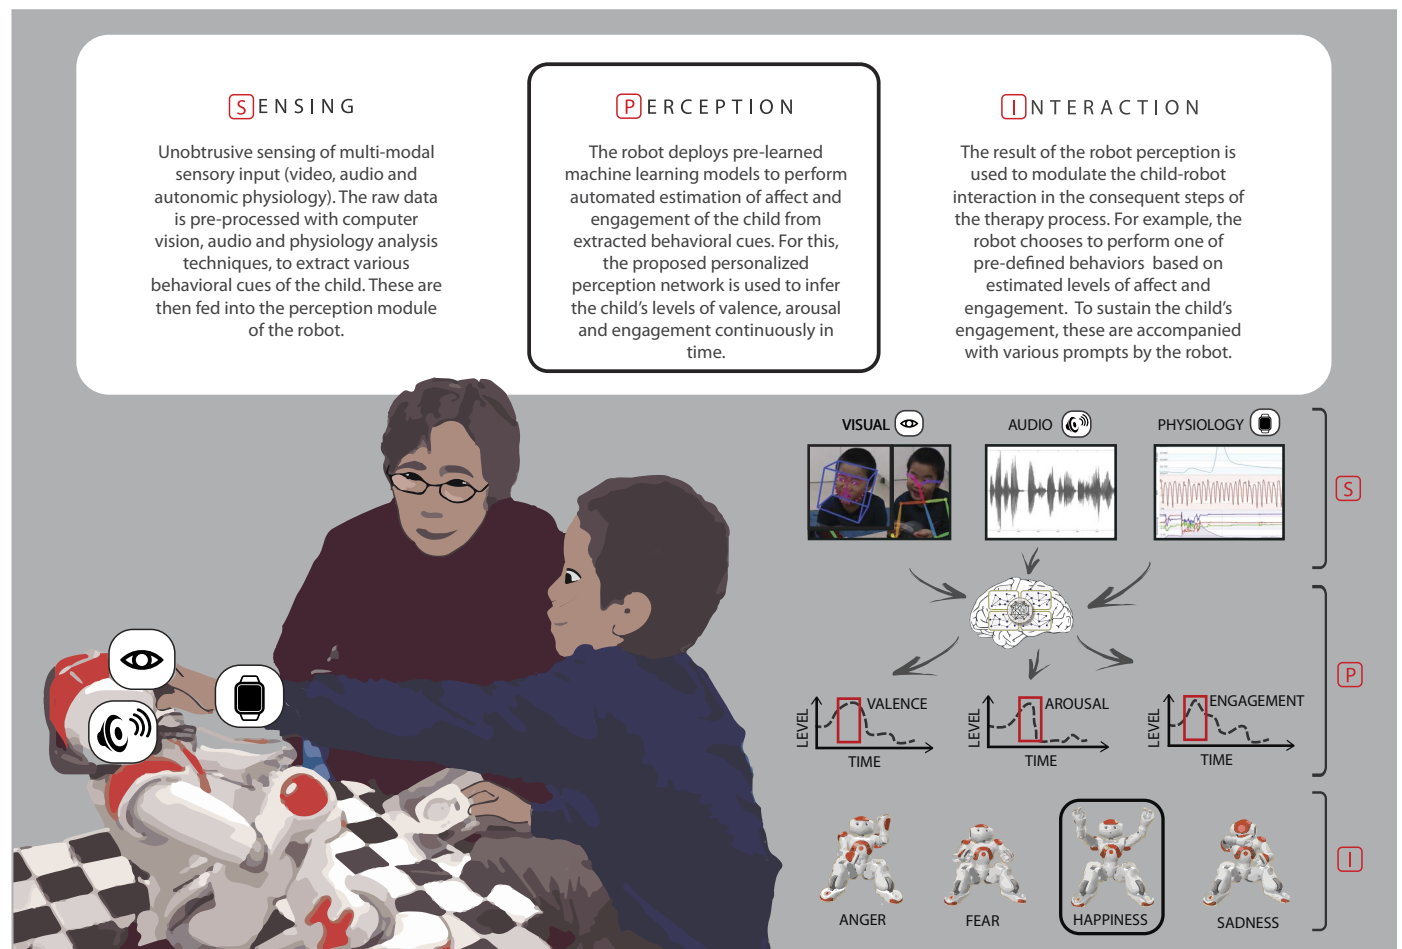 SENSING
Unobtrusive sensing of multi-modal
sensory input (video, audio and
autonomic physiology). The raw data
is pre-processed with computer
vision, audio and physiology analysis
techniques, to extract various
behavioral cues of the child. These are
then fed into the perception module
of the robot.
PERCEPTION
The robot deploys pre-learned
machine learning models to perform
automated estimation of affect and
engagement of the child from
extracted behavioral cues. For this,
the proposed personalized
perception network is used to infer
the child's levels of valence, arousal
and engagement continuously in
time.
INTERACTION
The result of the robot perception is
used to modulate the child-robot
interaction in the consequent steps of
the therapy process. For example, the
robot chooses to perform one of
pre-defined behaviors based on
estimated levels of affect and
engagement. To sustain the child's
engagement, these are accompanied
with various prompts by the robot.
VISUAL
AUDIO
PHYSIOLOGY
S
P
LEVEL
VALENCE
TIME
LEVEL
AROUSAL
TIME
LEVEL
ENGAGEMENT
TIME
I
ANGER
FEAR
HAPPINESS
SADNESS